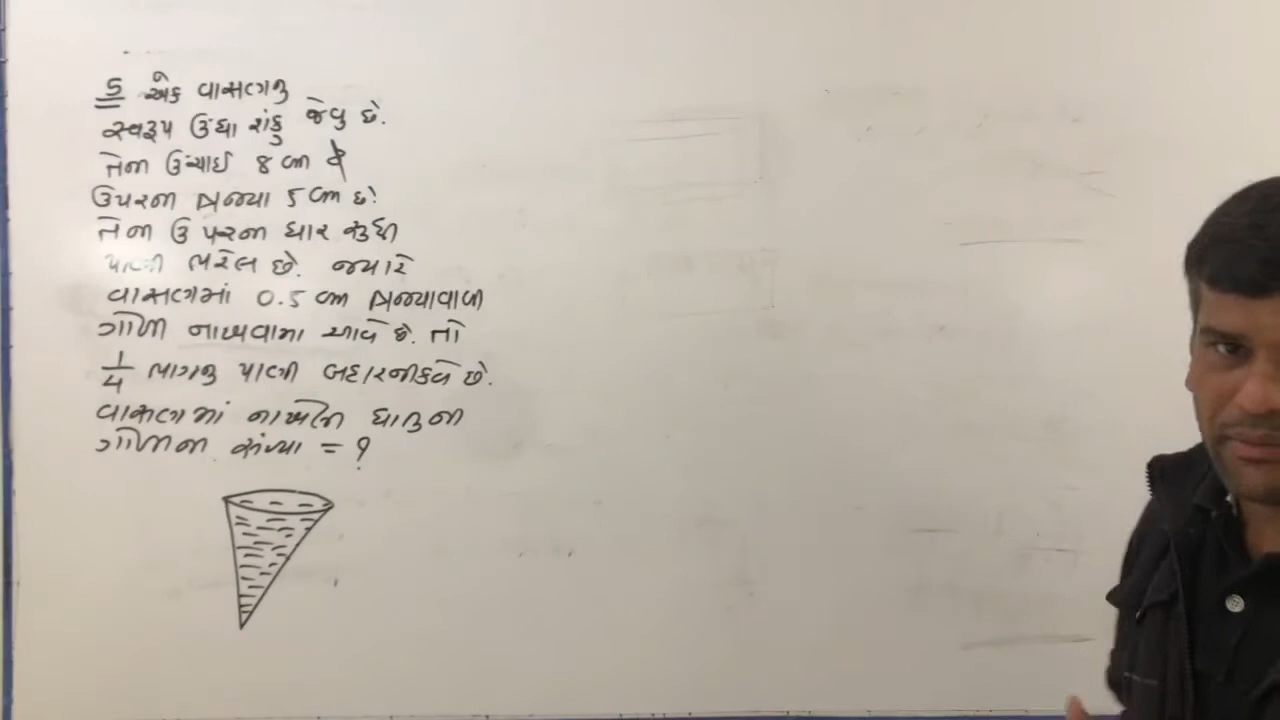 5 એક વાસણનુ
સ્વરૂપ ઉંધા શંકુ જેવુ છે.
તેની ઉંચાઈ 8 cm
ઉપરની ત્રિજ્યા 5 cm છે.
તેની ઉપરની ધાર સુધી
પાણી ભરેલ છે. જ્યારે
વાસણમાં 0.5 cm ત્રિજ્યાવાળી
ગોળી નાખવામા આવે છે. તો
1/4 ભાગનુ પાણી બહાર નીકળે છે.
વાસણમાં નાખેલી ધાતુની
ગોળીની સંખ્યા = ?